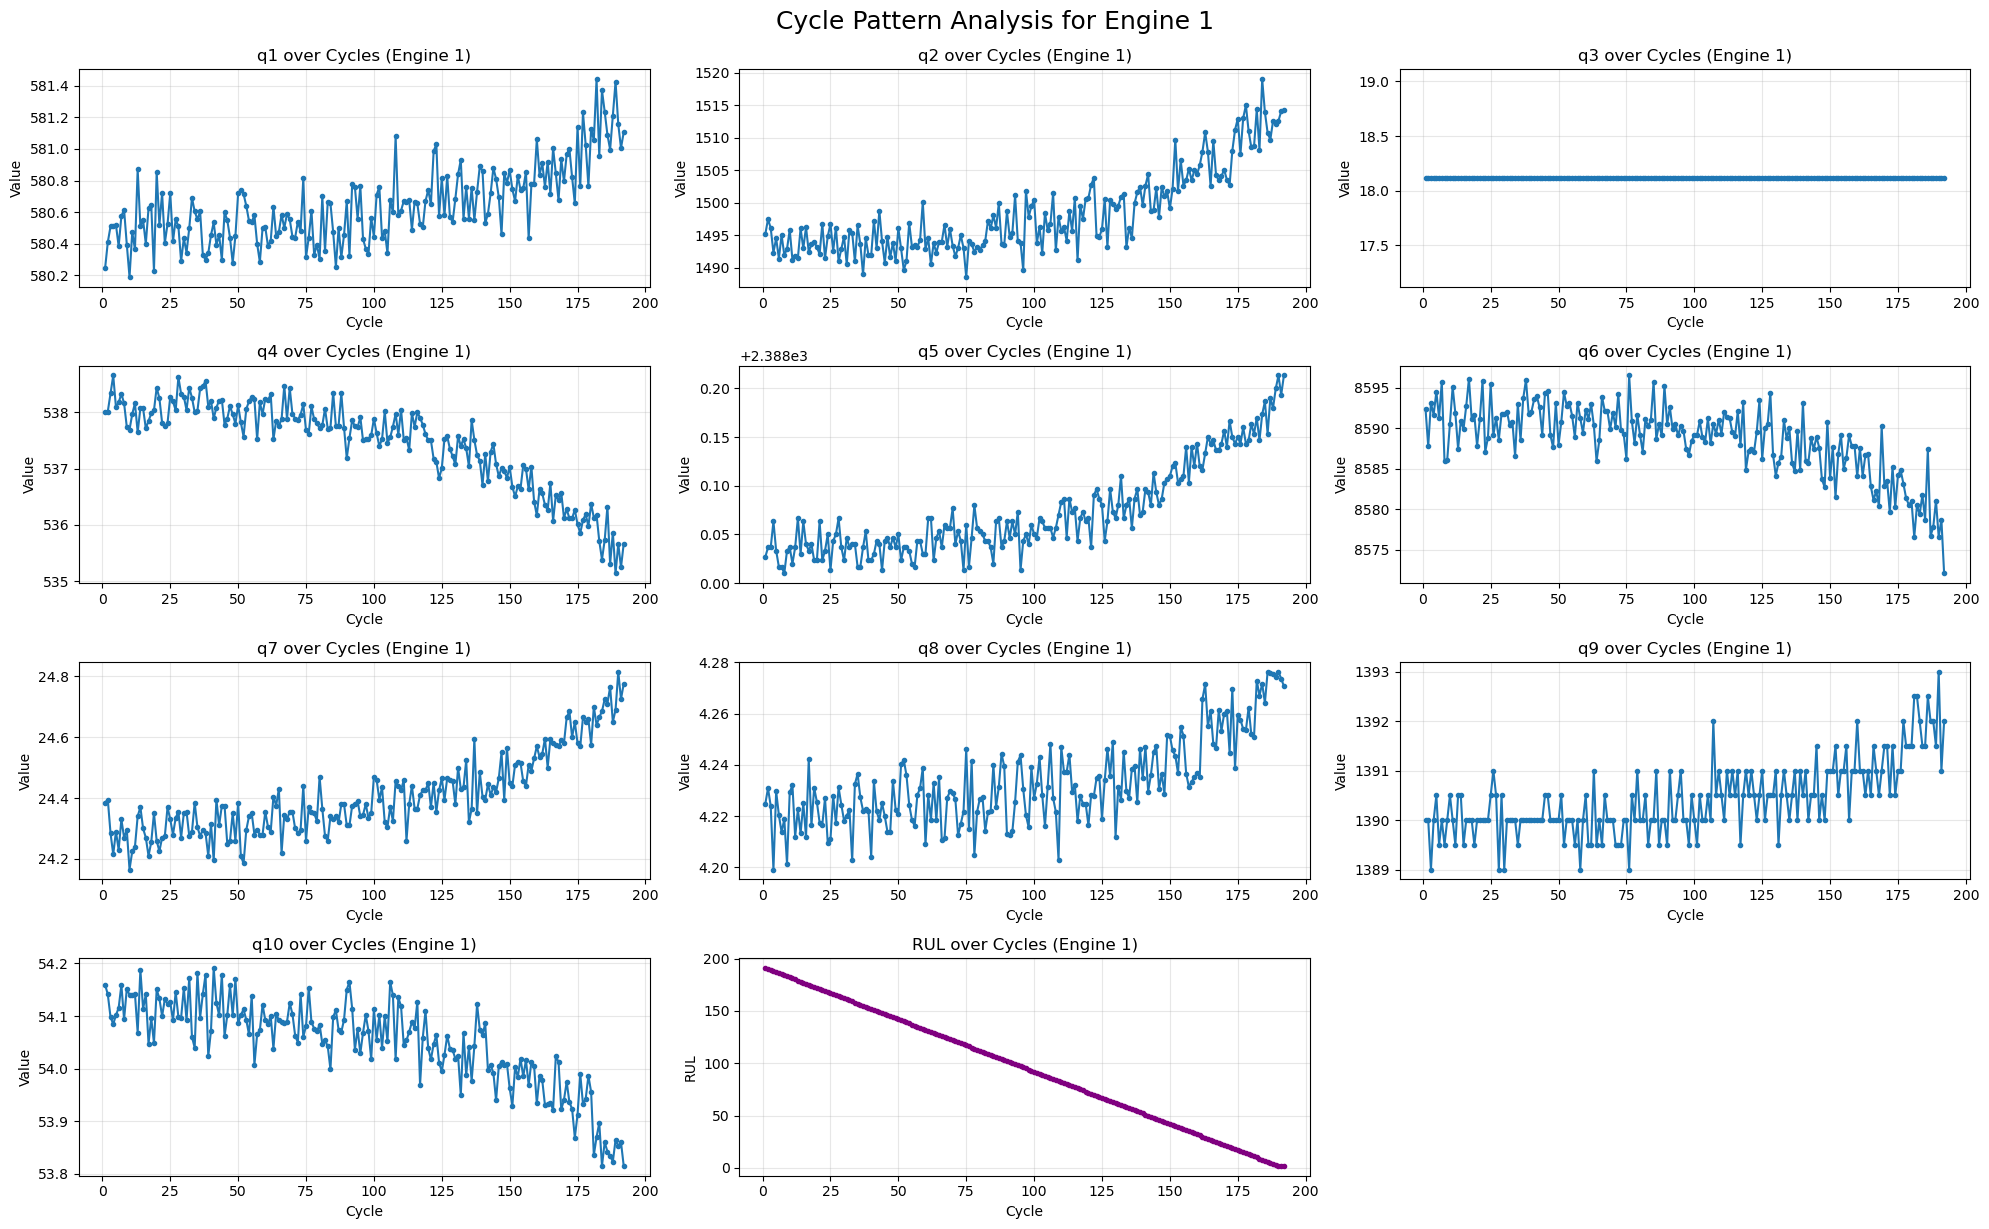 Cycle Pattern Analysis for Engine 1
q1 over Cycles (Engine 1)
581.4
581.2
581.0
580.8
580.6
580.4
580.2
Value
0 25 50 75 100 125 150 175 200
Cycle
q2 over Cycles (Engine 1)
1520
1515
1510
1505
1500
1495
1490
Value
0 25 50 75 100 125 150 175 200
Cycle
q3 over Cycles (Engine 1)
19.0
18.5
18.0
17.5
Value
0 25 50 75 100 125 150 175 200
Cycle
q4 over Cycles (Engine 1)
538
537
536
535
Value
0 25 50 75 100 125 150 175 200
Cycle
+2.388e3
q5 over Cycles (Engine 1)
0.20
0.15
0.10
0.05
0.00
Value
0 25 50 75 100 125 150 175 200
Cycle
q6 over Cycles (Engine 1)
8595
8590
8585
8580
8575
Value
0 25 50 75 100 125 150 175 200
Cycle
q7 over Cycles (Engine 1)
24.8
24.6
24.4
24.2
Value
0 25 50 75 100 125 150 175 200
Cycle
q8 over Cycles (Engine 1)
4.28
4.26
4.24
4.22
4.20
Value
0 25 50 75 100 125 150 175 200
Cycle
q9 over Cycles (Engine 1)
1393
1392
1391
1390
1389
Value
0 25 50 75 100 125 150 175 200
Cycle
q10 over Cycles (Engine 1)
54.2
54.1
54.0
53.9
53.8
Value
0 25 50 75 100 125 150 175 200
Cycle
RUL over Cycles (Engine 1)
200
150
100
50
0
RUL
0 25 50 75 100 125 150 175 200
Cycle